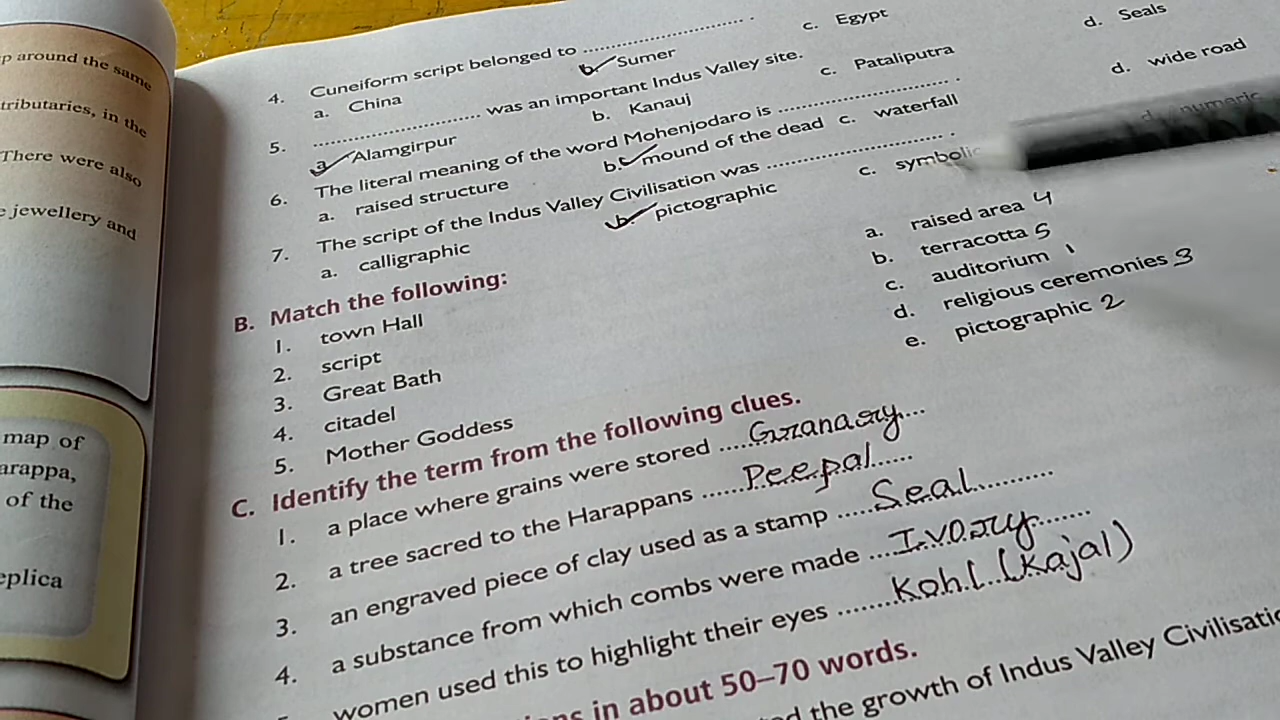 p around the same
tributaries, in the
There were also
e jewellery and
map of
arappa,
of the
eplica
4. Cuneiform script belonged to .......................... .
a. China b. Sumer c. Egypt d. Seals
5. .......................... was an important Indus Valley site.
a. Alamgirpur b. Kanauj c. Pataliputra d. wide road
6. The literal meaning of the word Mohenjodaro is .......................... .
a. raised structure b. mound of the dead c. waterfall
7. The script of the Indus Valley Civilisation was .......................... .
a. calligraphic b. pictographic c. symbolic d. numeric
B. Match the following:
1. town Hall a. raised area 4
2. script b. terracotta 5
3. Great Bath c. auditorium 1
4. citadel d. religious ceremonies 3
5. Mother Goddess e. pictographic 2
C. Identify the term from the following clues.
1. a place where grains were stored ..... Granaary...
2. a tree sacred to the Harappans ...... Peepal......
3. an engraved piece of clay used as a stamp ..... Seal...........
4. a substance from which combs were made .... Ivory........
women used this to highlight their eyes ........ Kohl (Kajal)
in about 50–70 words.
the growth of Indus Valley Civilisatio